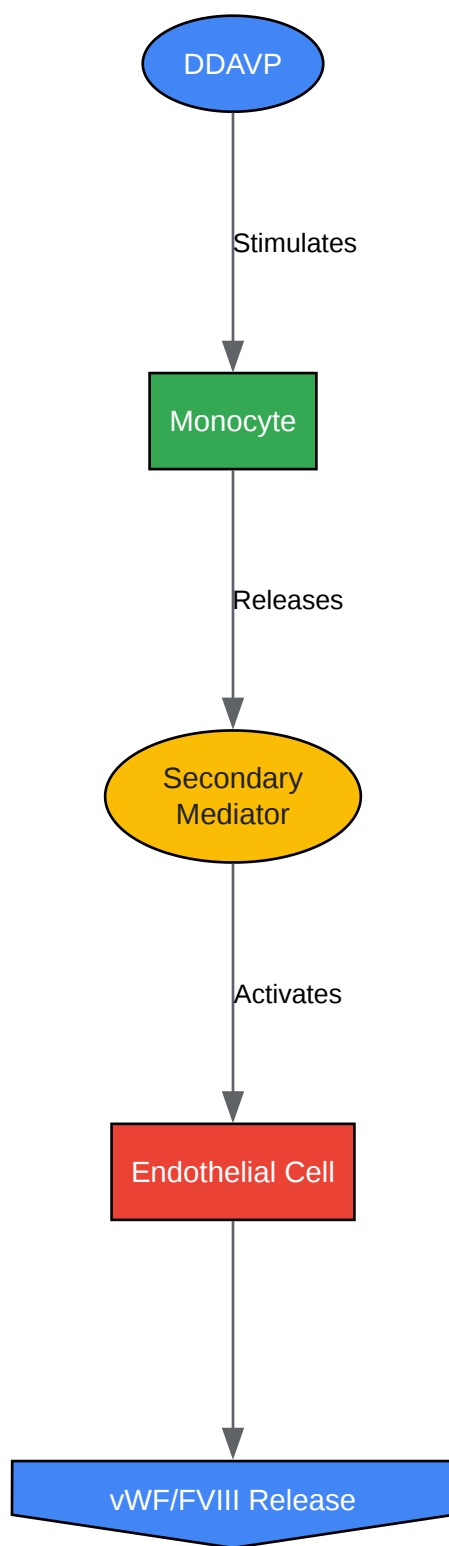 DDAVP
Stimulates
Monocyte
Releases
Secondary
Mediator
Activates
Endothelial Cell
vWF/FVIII Release